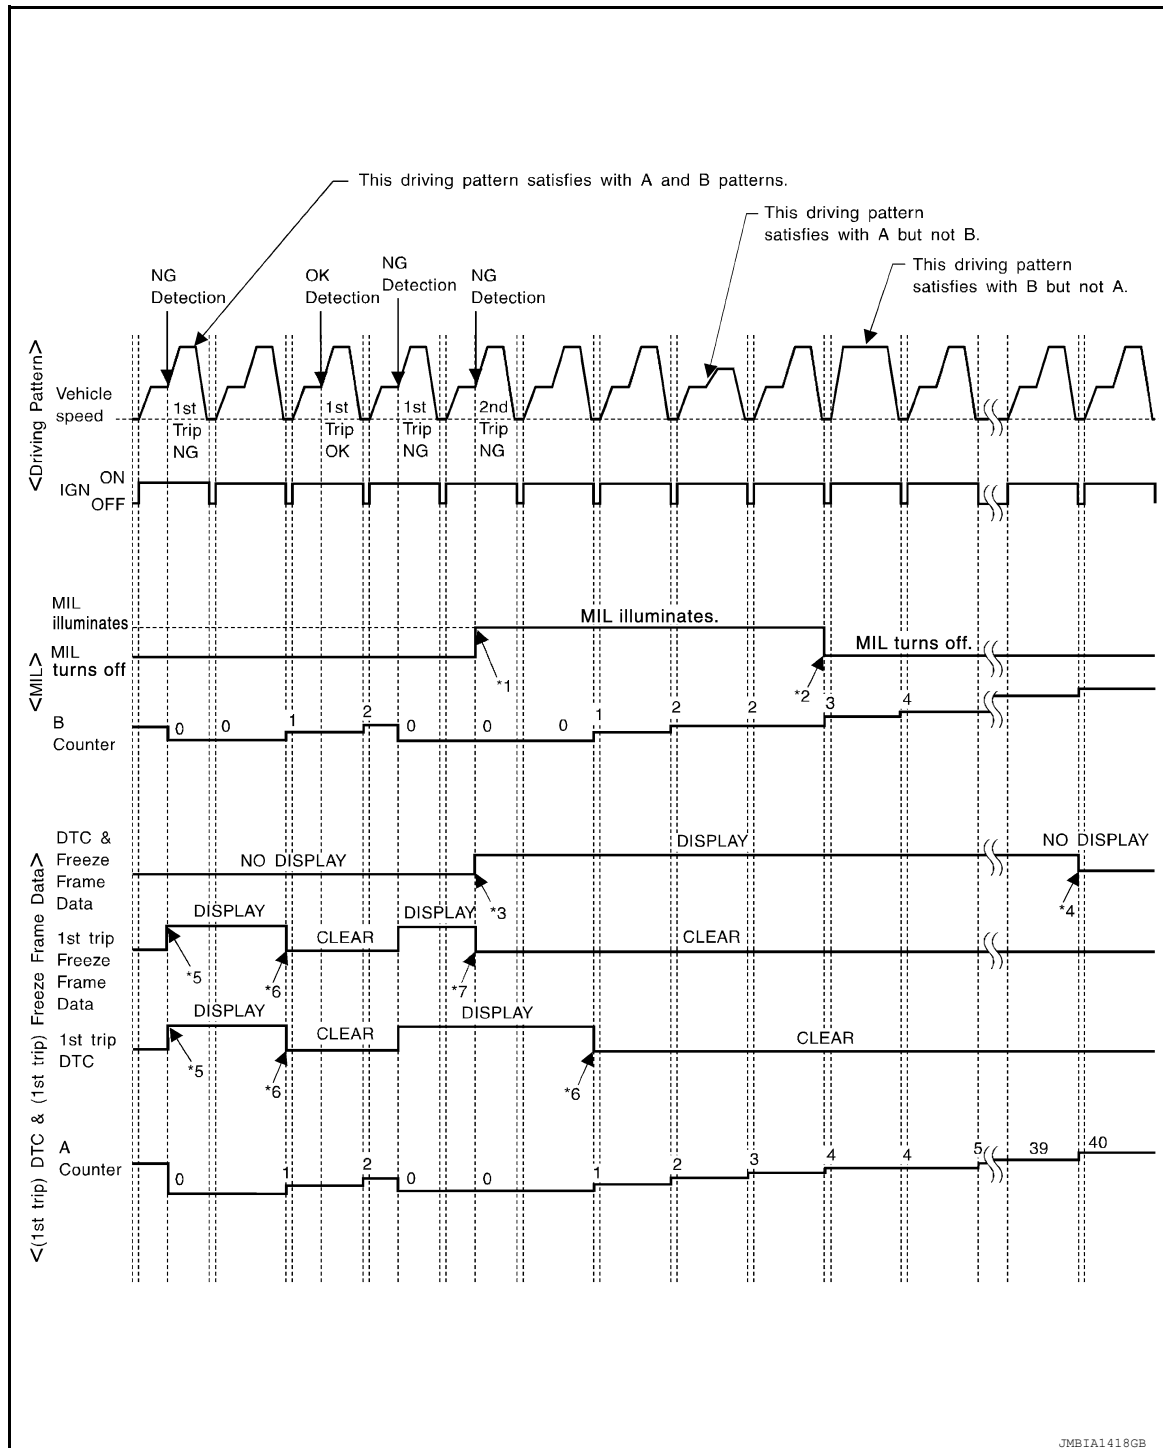 This driving pattern satisfies with A and B patterns.
This driving pattern
satisfies with A but not B.
This driving pattern
satisfies with B but not A.
NG
Detection
OK
Detection
NG
Detection
NG
Detection
<Driving Pattern>
Vehicle
speed
1st
Trip
NG
1st
Trip
OK
1st
Trip
NG
2nd
Trip
NG
IGN
ON
OFF
<MIL>
MIL
illuminates
MIL illuminates.
MIL
turns off
MIL turns off.
*1
*2
B
Counter
0 0 1 2 0 0 0 1 2 2 3 4
<(1st trip) DTC & (1st trip) Freeze Frame Data>
DTC &
Freeze
Frame
Data
NO DISPLAY
DISPLAY
NO DISPLAY
*3
*4
1st trip
Freeze
Frame
Data
DISPLAY
CLEAR
DISPLAY
CLEAR
*5
*6
*7
1st trip
DTC
DISPLAY
CLEAR
DISPLAY
CLEAR
*5
*6
*6
A
Counter
0 1 2 0 0 1 2 3 4 4 5 39 40
JMBIA1418GB